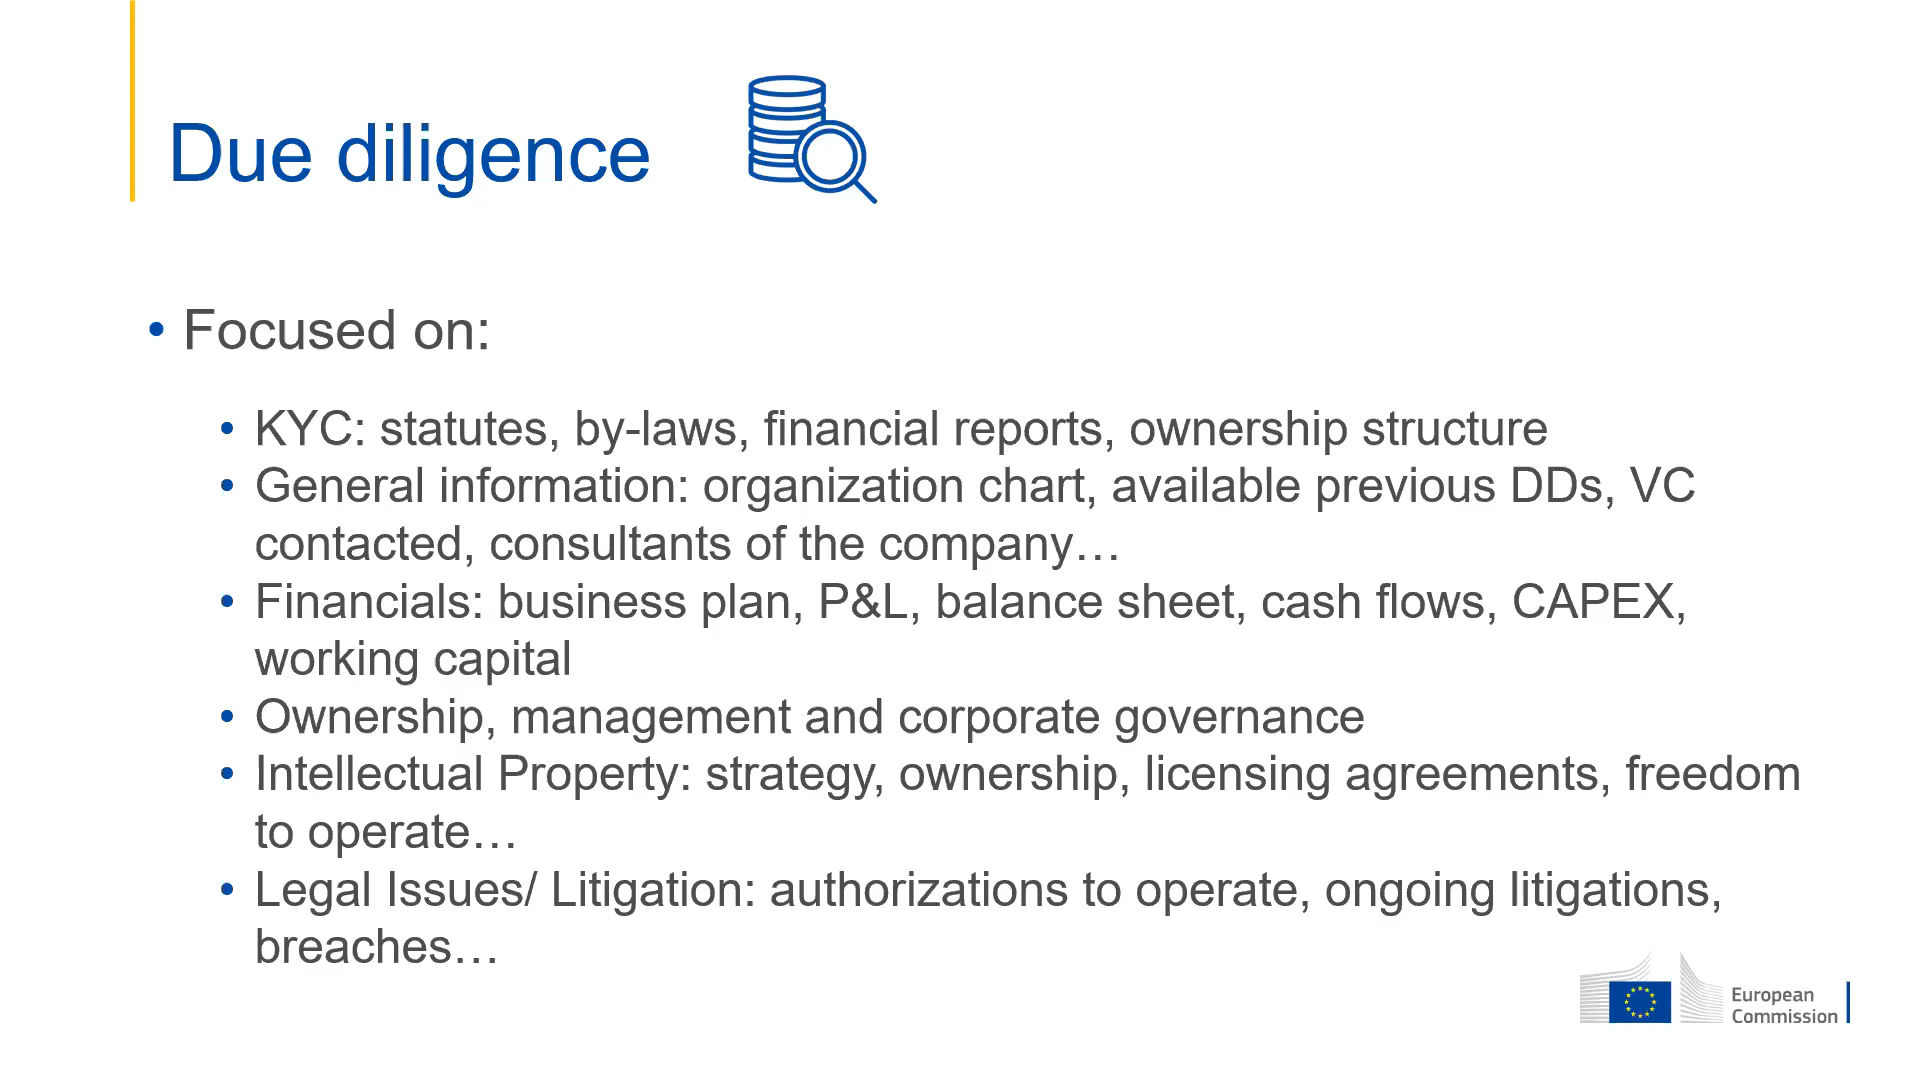 Due diligence
• Focused on:
• KYC: statutes, by-laws, financial reports, ownership structure
• General information: organization chart, available previous DDs, VC
contacted, consultants of the company…
• Financials: business plan, P&L, balance sheet, cash flows, CAPEX,
working capital
• Ownership, management and corporate governance
• Intellectual Property: strategy, ownership, licensing agreements, freedom
to operate…
• Legal Issues/ Litigation: authorizations to operate, ongoing litigations,
breaches…
European
Commission